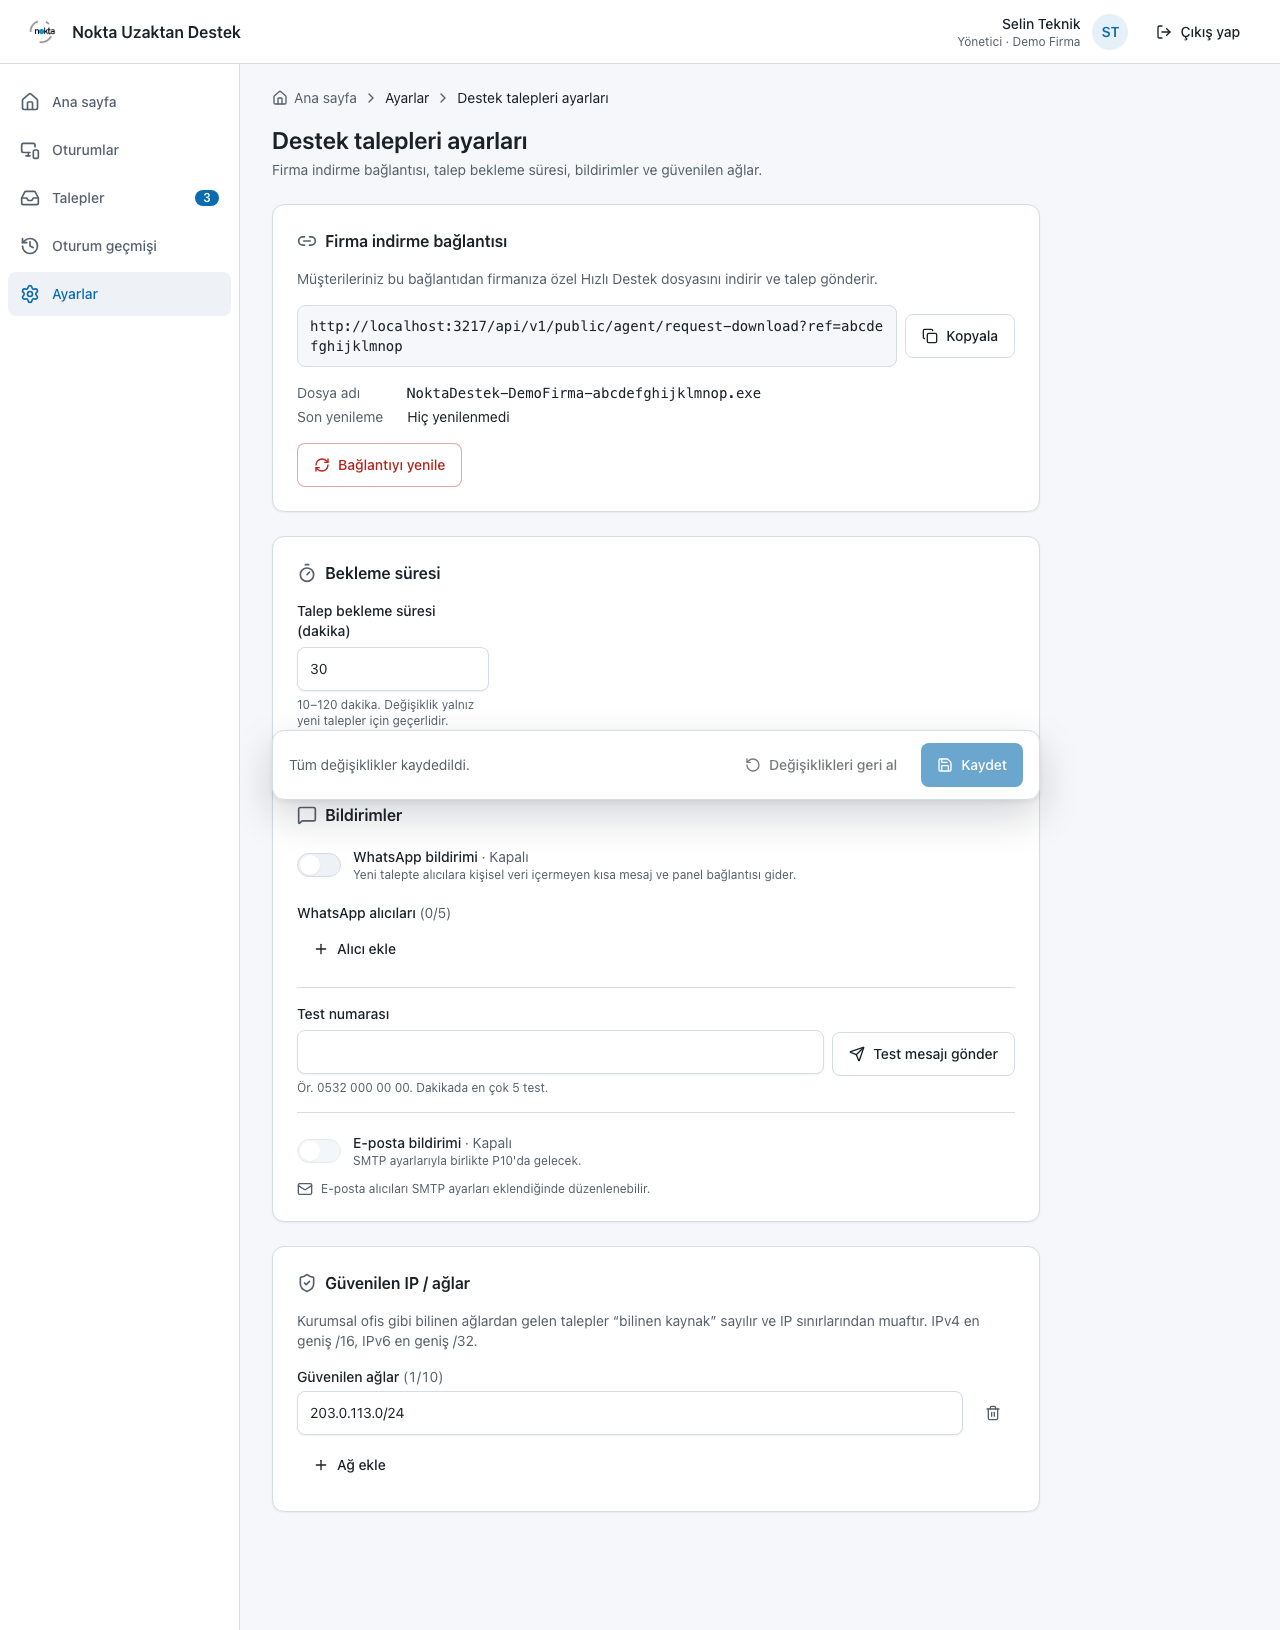 nokta
Nokta Uzaktan Destek
Selin Teknik
Yönetici · Demo Firma
ST
Çıkış yap
Ana sayfa
Oturumlar
Talepler
3
Oturum geçmişi
Ayarlar
Ana sayfa > Ayarlar > Destek talepleri ayarları
Destek talepleri ayarları
Firma indirme bağlantısı, talep bekleme süresi, bildirimler ve güvenilen ağlar.
Firma indirme bağlantısı
Müşterileriniz bu bağlantıdan firmanıza özel Hızlı Destek dosyasını indirir ve talep gönderir.
http://localhost:3217/api/v1/public/agent/request-download?ref=abcde
fghijklmnop
Kopyala
Dosya adı NoktaDestek-DemoFirma-abcdefghijklmnop.exe
Son yenileme Hiç yenilenmedi
Bağlantıyı yenile
Bekleme süresi
Talep bekleme süresi
(dakika)
30
10–120 dakika. Değişiklik yalnız
yeni talepler için geçerlidir.
Tüm değişiklikler kaydedildi.
Değişiklikleri geri al
Kaydet
Bildirimler
WhatsApp bildirimi · Kapalı
Yeni talepte alıcılara kişisel veri içermeyen kısa mesaj ve panel bağlantısı gider.
WhatsApp alıcıları (0/5)
Alıcı ekle
Test numarası
Test mesajı gönder
Ör. 0532 000 00 00. Dakikada en çok 5 test.
E-posta bildirimi · Kapalı
SMTP ayarlarıyla birlikte P10'da gelecek.
E-posta alıcıları SMTP ayarları eklendiğinde düzenlenebilir.
Güvenilen IP / ağlar
Kurumsal ofis gibi bilinen ağlardan gelen talepler “bilinen kaynak” sayılır ve IP sınırlarından muaftır. IPv4 en
geniş /16, IPv6 en geniş /32.
Güvenilen ağlar (1/10)
203.0.113.0/24
Ağ ekle